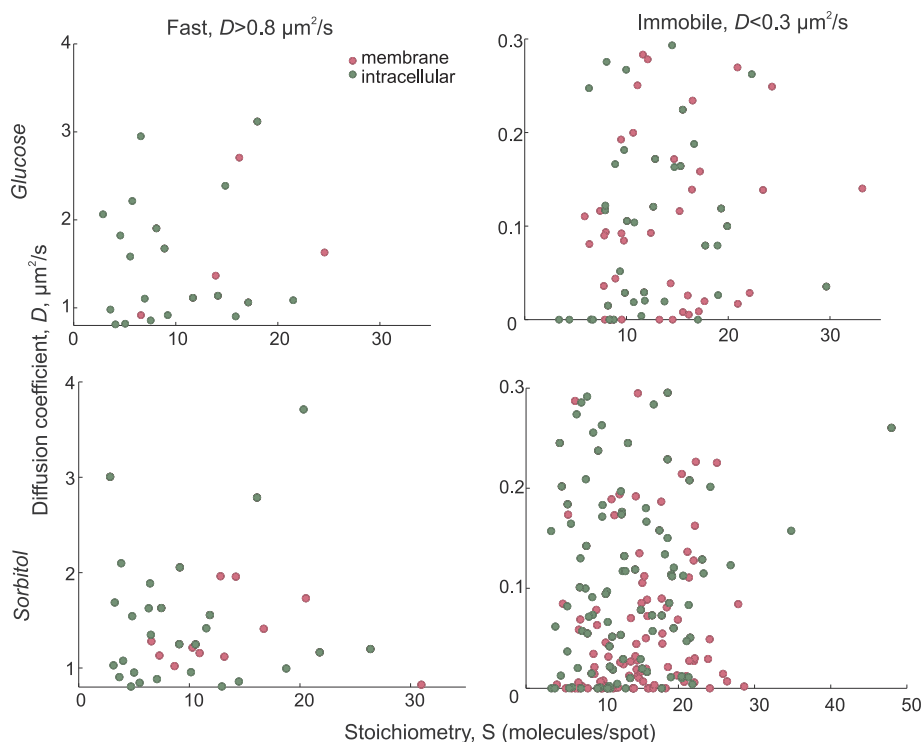 Fast, D>0.8 µm²/s
Immobile, D<0.3 µm²/s
membrane
intracellular
Glucose
Sorbitol
Diffusion coefficient, D, µm²/s
4
3
2
1
0 10 20 30
0.3
0.2
0.1
0
10 20 30
4
3
2
1
0 10 20 30
0.3
0.2
0.1
0
0 10 20 30 40 50
Stoichiometry, S (molecules/spot)